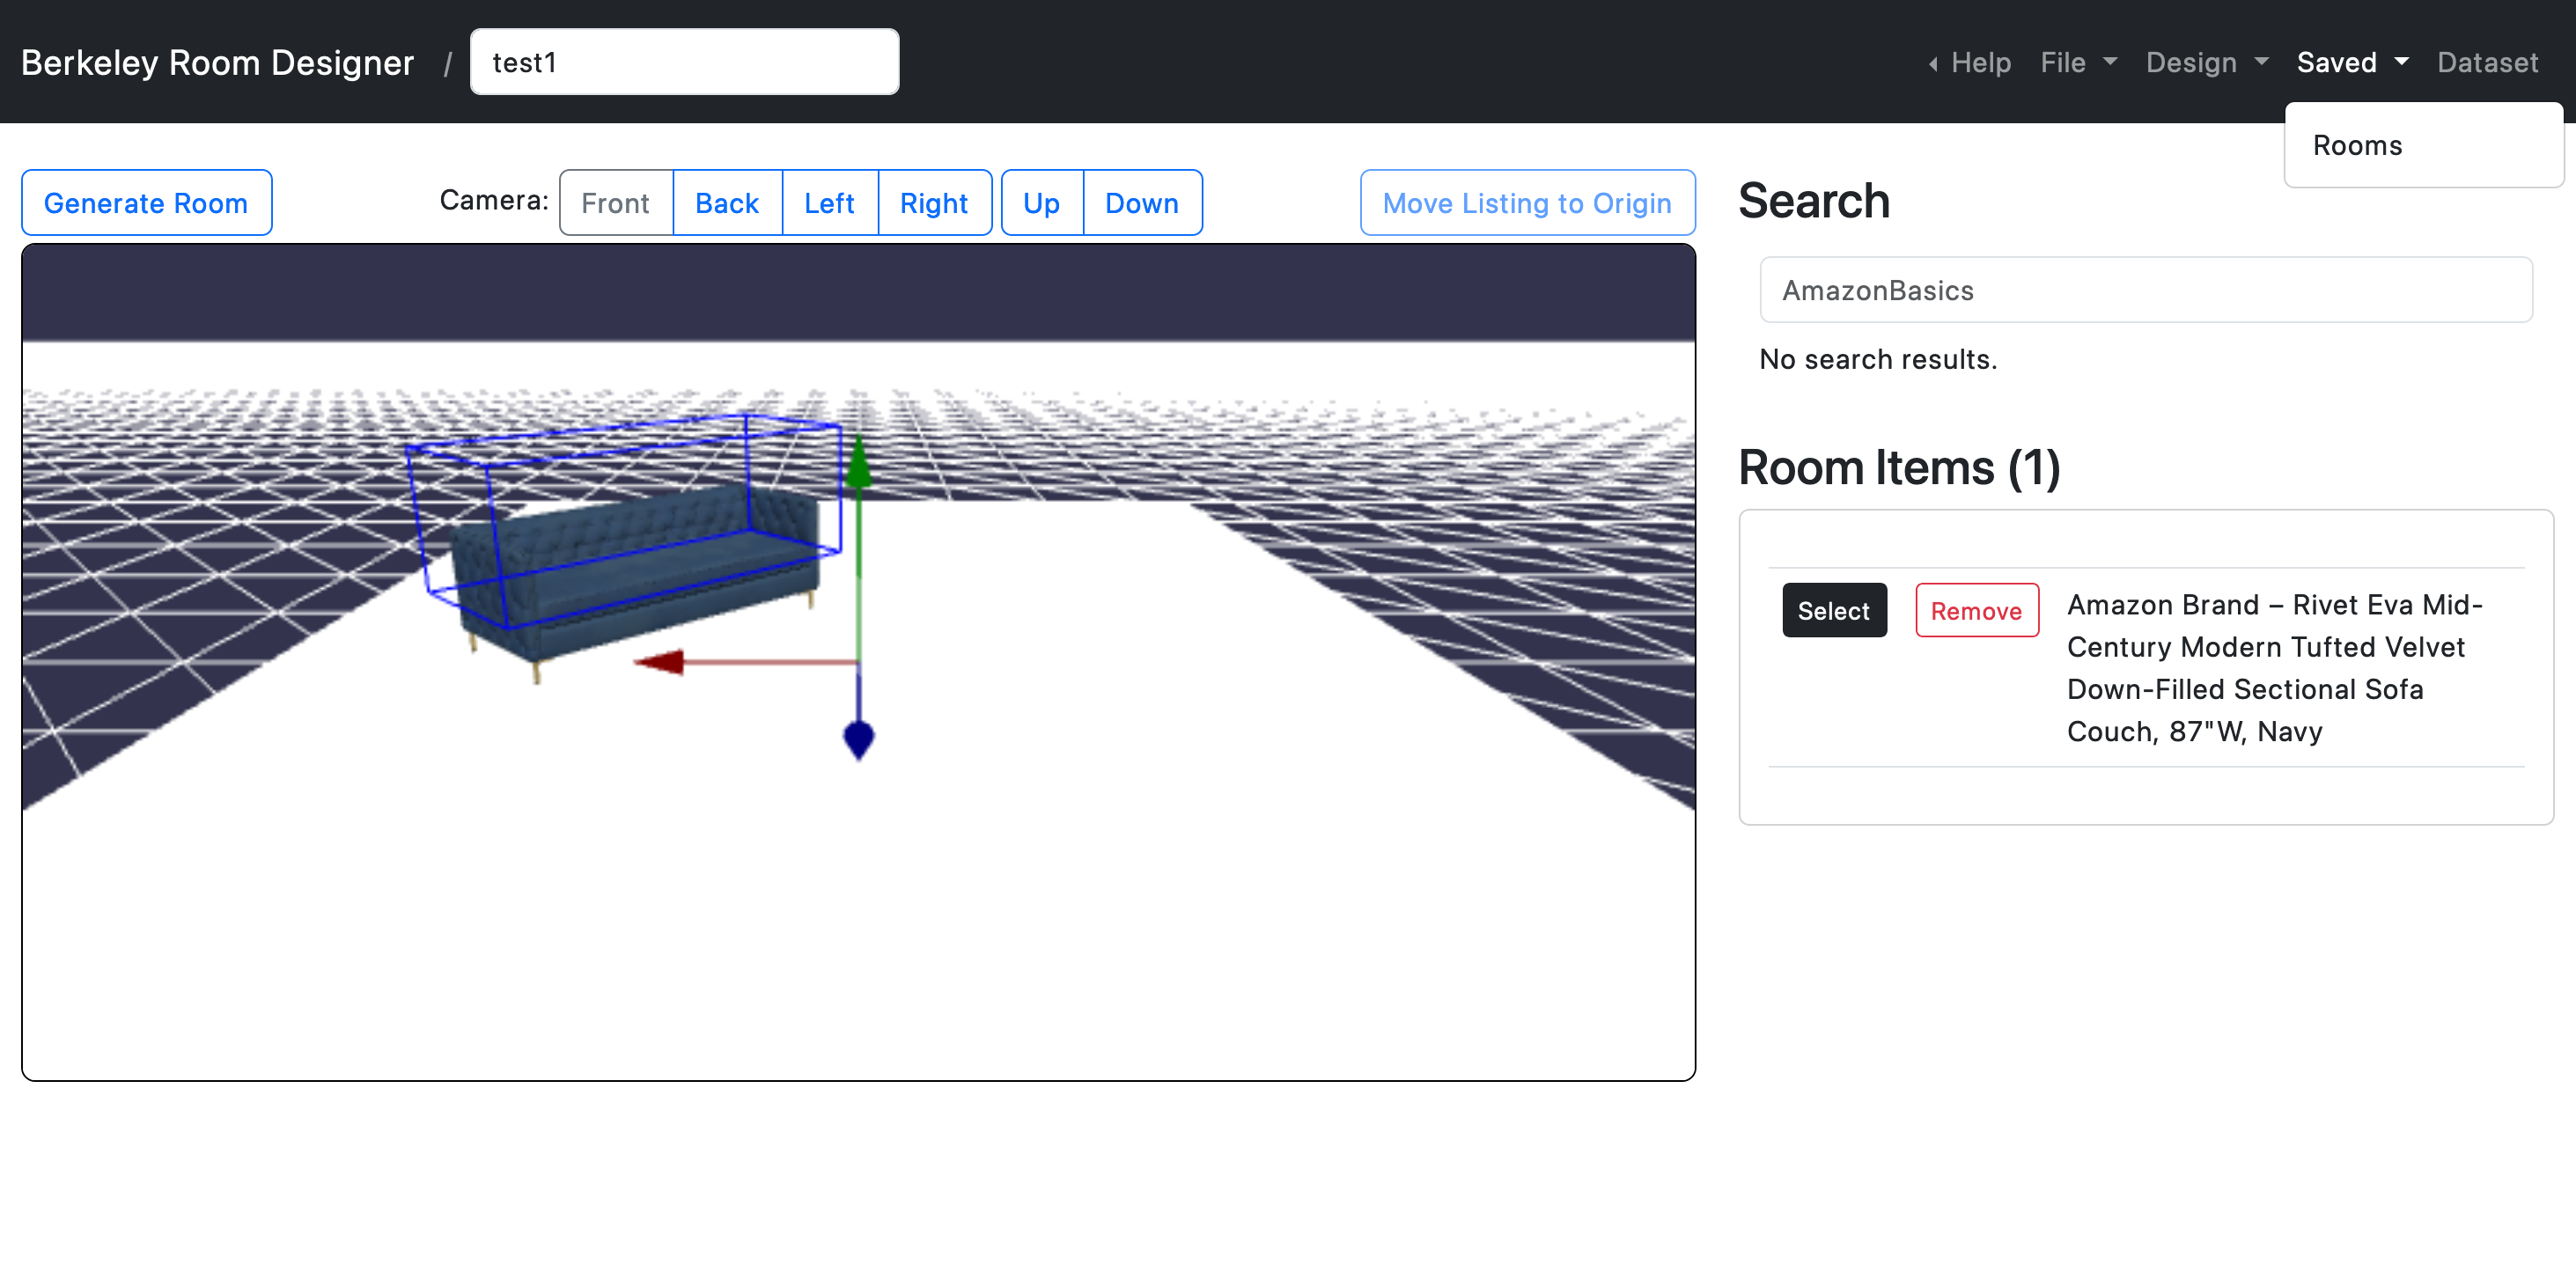 Berkeley Room Designer / test1
Help File Design Saved Dataset
Rooms
Generate Room
Camera: Front Back Left Right Up Down
Move Listing to Origin
Search
AmazonBasics
No search results.
Room Items (1)
Select Remove
Amazon Brand – Rivet Eva Mid-
Century Modern Tufted Velvet
Down-Filled Sectional Sofa
Couch, 87"W, Navy